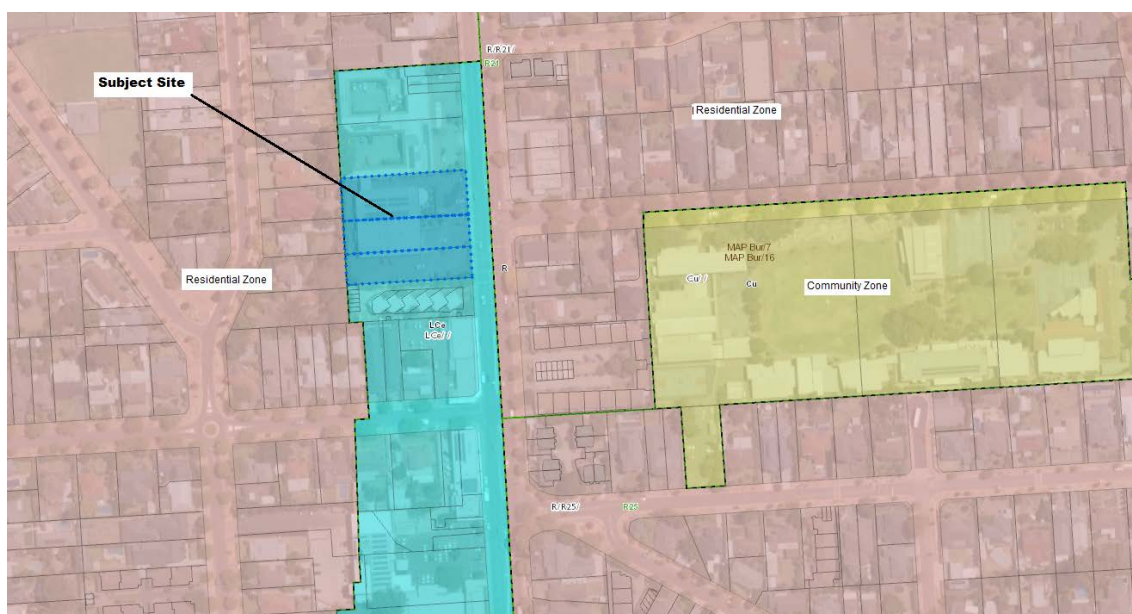 R/R21/
R21
Subject Site
Residential Zone
MAP Bur/7
MAP Bur/16
R
Residential Zone
Cu/ /
Cu
Community Zone
LCe
LCe/ /
R/R25/
R25